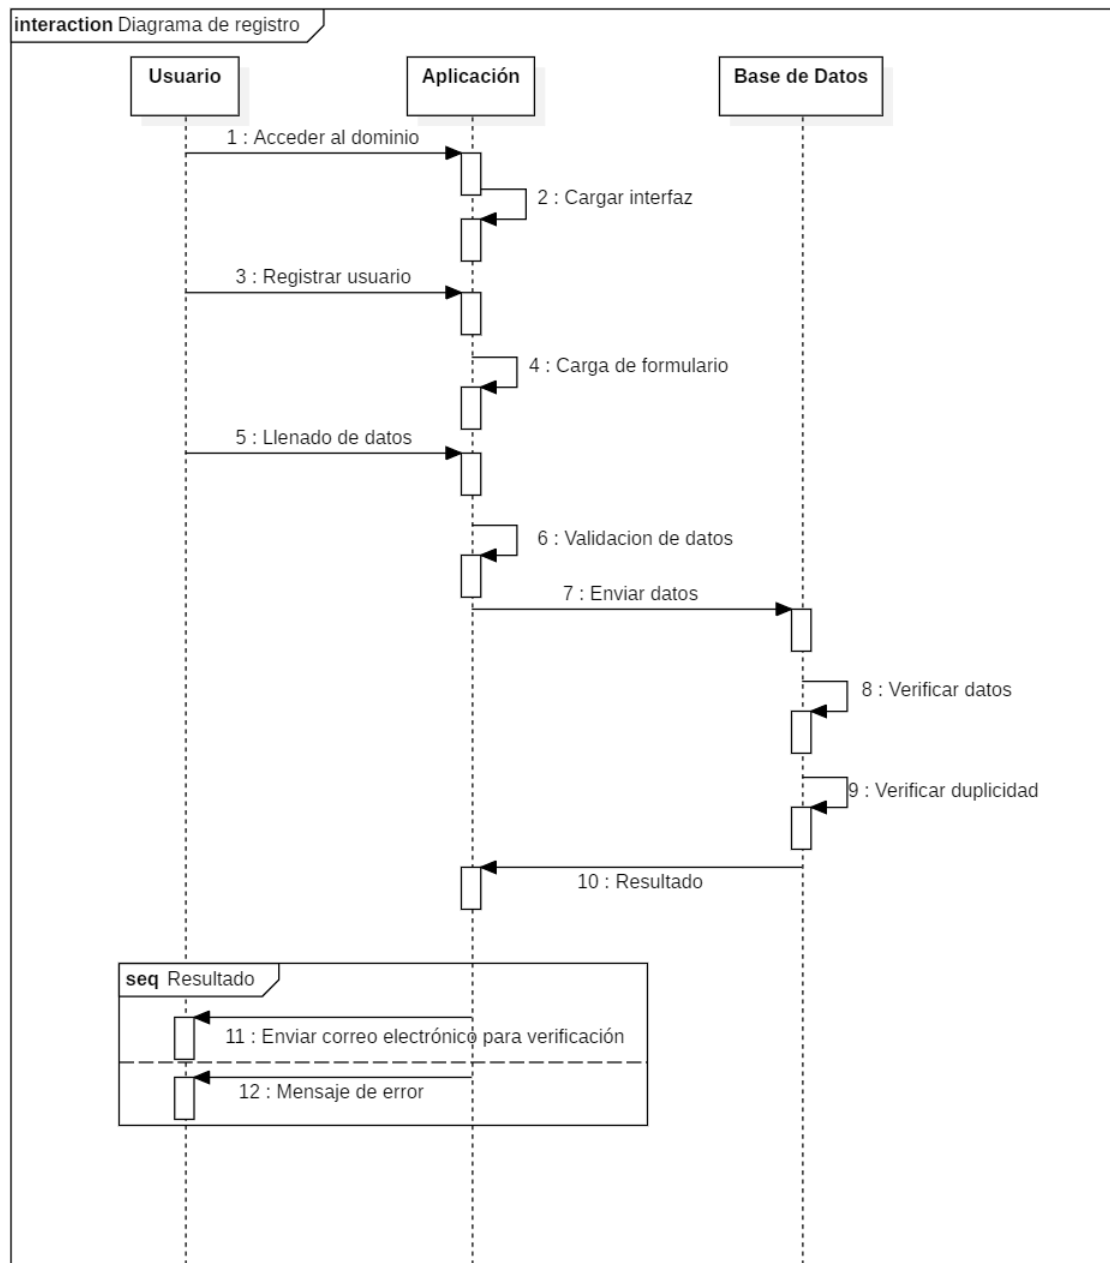 interaction Diagrama de registro
Usuario
Aplicación
Base de Datos
1 : Acceder al dominio
2 : Cargar interfaz
3 : Registrar usuario
4 : Carga de formulario
5 : Llenado de datos
6 : Validacion de datos
7 : Enviar datos
8 : Verificar datos
9 : Verificar duplicidad
10 : Resultado
seq Resultado
11 : Enviar correo electrónico para verificación
12 : Mensaje de error